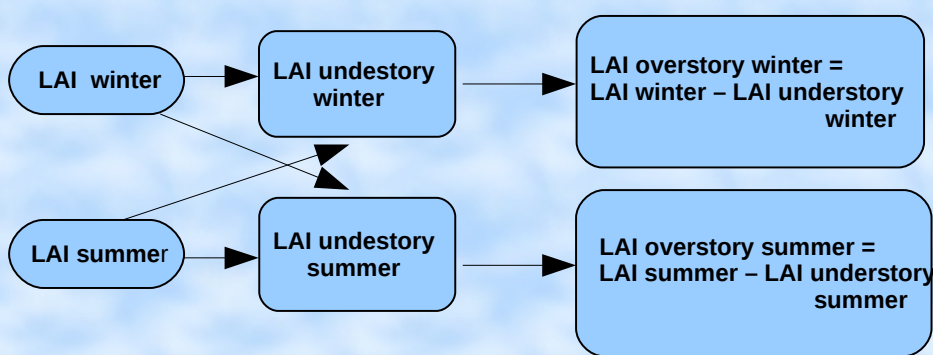 LAI winter
LAI undestory
winter
LAI overstory winter =
LAI winter – LAI understory
winter
LAI summer
LAI undestory
summer
LAI overstory summer =
LAI summer – LAI understory
summer